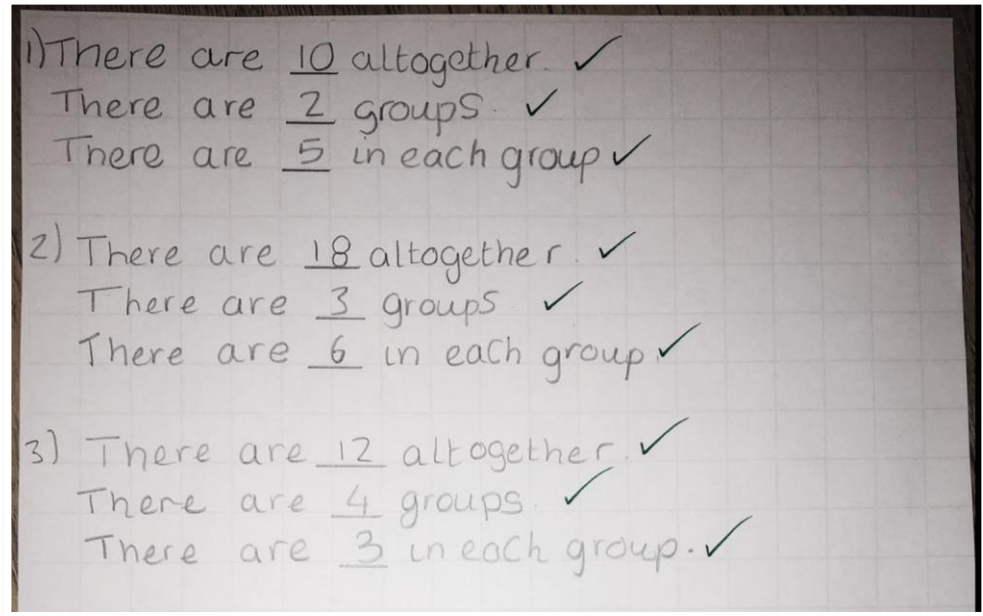 1) There are 10 altogether. ✓
There are 2 groups. ✓
There are 5 in each group ✓
2) There are 18 altogether. ✓
There are 3 groups ✓
There are 6 in each group. ✓
3) There are 12 altogether. ✓
There are 4 groups. ✓
There are 3 in each group. ✓